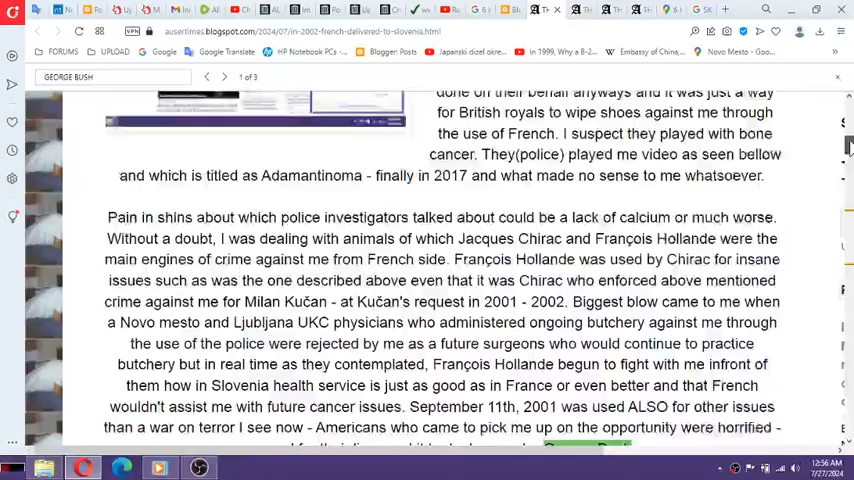 ausertimes.blogspot.com/2024/07/in-2002-french-delivered-to-slovenia.html
VPN
FORUMS UPLOAD Google Google Translate HP Notebook PC... Blogger: Posts Japanski dizel okre... In 1999, Why a B-2... Embassy of China,... Novo Mesto - Goo...
GEORGE BUSH
1 of 3
done on their behalf anyways and it was just a way
for British royals to wipe shoes against me through
the use of French. I suspect they played with bone
cancer. They(police) played me video as seen bellow
and which is titled as Adamantinoma - finally in 2017 and what made no sense to me whatsoever.
Pain in shins about which police investigators talked about could be a lack of calcium or much worse.
Without a doubt, I was dealing with animals of which Jacques Chirac and François Hollande were the
main engines of crime against me from French side. François Hollande was used by Chirac for insane
issues such as was the one described above even that it was Chirac who enforced above mentioned
crime against me for Milan Kučan - at Kučan's request in 2001 - 2002. Biggest blow came to me when
a Novo mesto and Ljubljana UKC physicians who administered ongoing butchery against me through
the use of the police were rejected by me as a future surgeons who would continue to practice
butchery but in real time as they contemplated, François Hollande begun to fight with me infront of
them how in Slovenia health service is just as good as in France or even better and that French
wouldn't assist me with future cancer issues. September 11th, 2001 was used ALSO for other issues
than a war on terror I see now - Americans who came to pick me up on the opportunity were horrified -
12:56 AM
7/27/2024